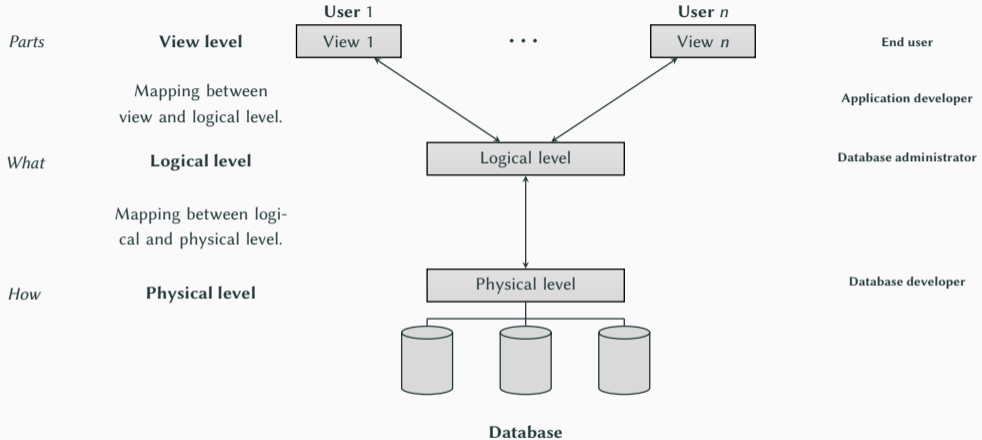 User 1
User n
Parts
View level
View 1
...
View n
End user
Mapping between
view and logical level.
Application developer
What
Logical level
Logical level
Database administrator
Mapping between logi-
cal and physical level.
How
Physical level
Physical level
Database developer
Database